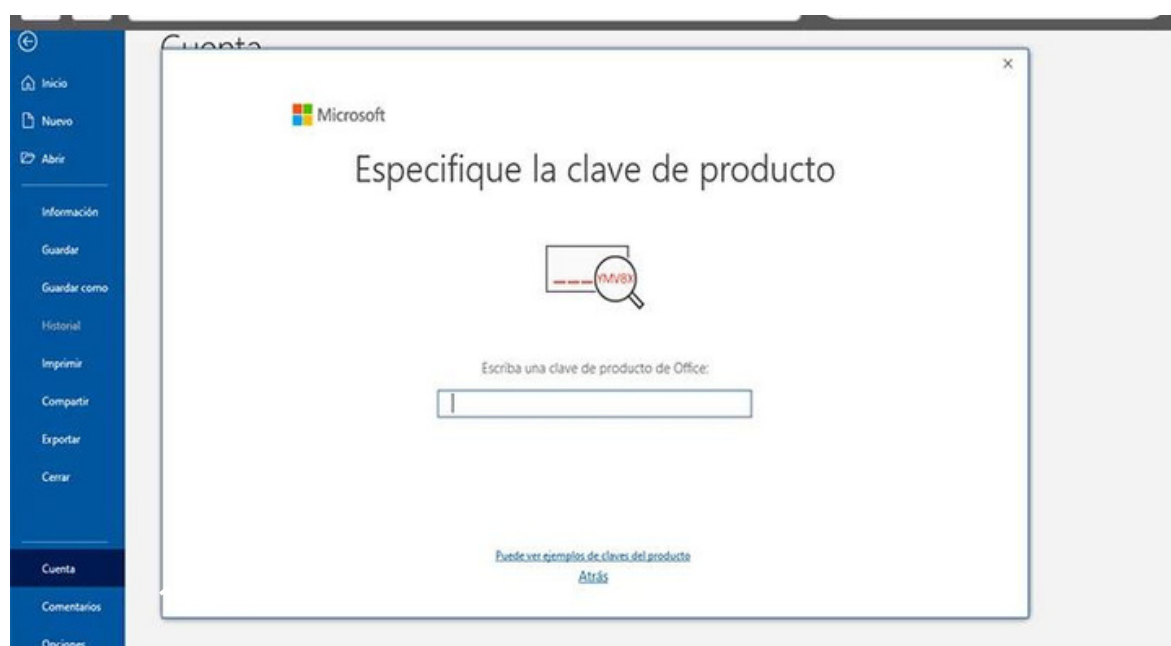 Cuenta
Inicio
Nuevo
Abrir
Información
Guardar
Guardar como
Historial
Imprimir
Compartir
Exportar
Cerrar
Cuenta
Comentarios
Opciones
Microsoft
Especifique la clave de producto
YMV8X
Escriba una clave de producto de Office:
Puede ver ejemplos de claves del producto
Atrás